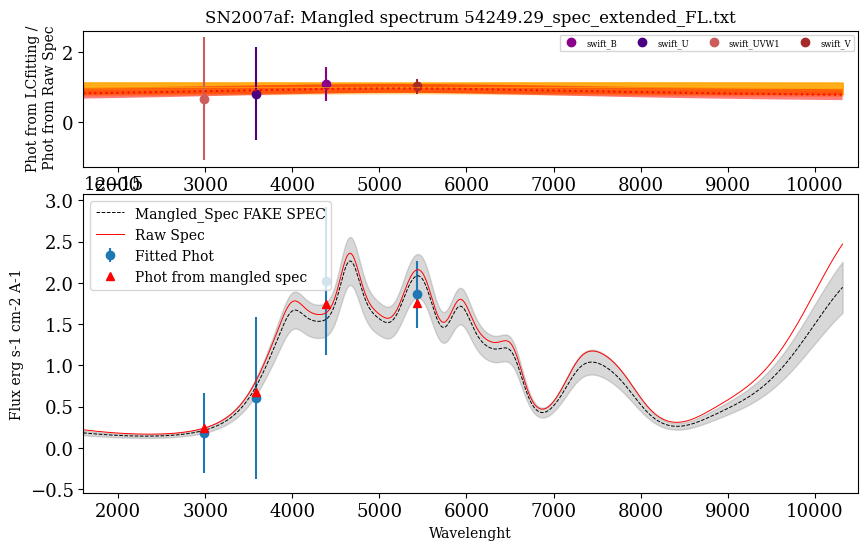 SN2007af: Mangled spectrum 54249.29_spec_extended_FL.txt
Phot from LCfitting /
Phot from Raw Spec
2
0
swift_B
swift_U
swift_UVW1
swift_V
2000
3000
4000
5000
6000
7000
8000
9000
10000
1e−15
Flux erg s-1 cm-2 A-1
3.0
2.5
2.0
1.5
1.0
0.5
0.0
−0.5
Mangled_Spec FAKE SPEC
Raw Spec
Fitted Phot
Phot from mangled spec
2000
3000
4000
5000
6000
7000
8000
9000
10000
Wavelenght